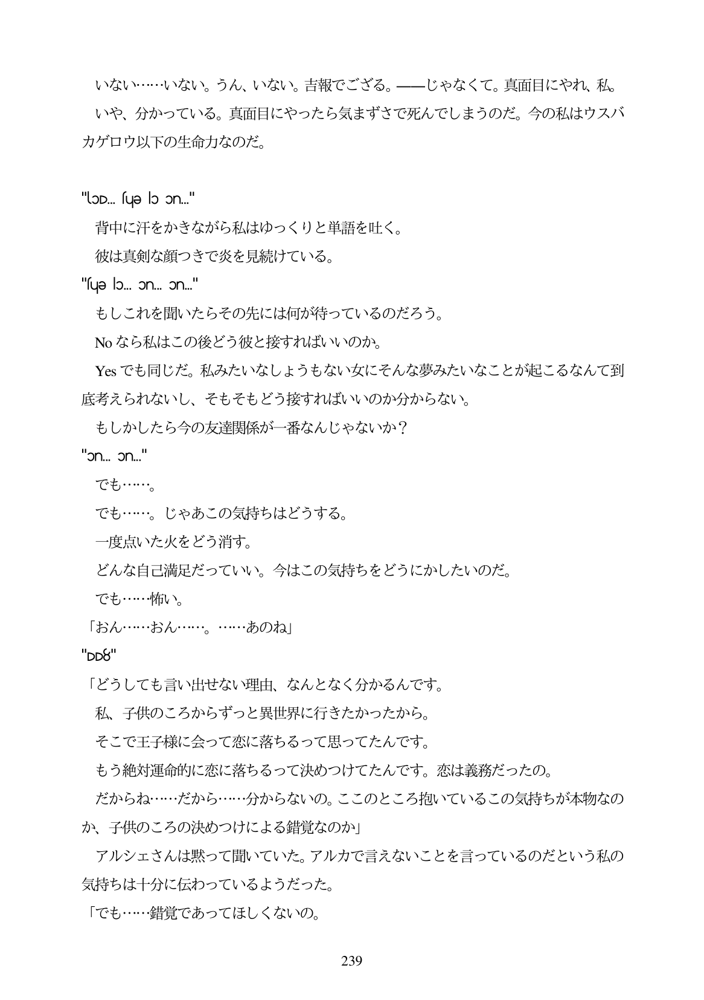 いない……いない。うん、いない。吉報でござる。――じゃなくて。真面目にやれ、私。
いや、分かっている。真面目にやったら気まずさで死んでしまうのだ。今の私はウスバ
カゲロウ以下の生命力なのだ。
背中に汗をかきながら私はゆっくりと単語を吐く。
彼は真剣な顔つきで炎を見続けている。
もしこれを聞いたらその先には何が待っているのだろう。
No なら私はこの後どう彼と接すればいいのか。
Yes でも同じだ。私みたいなしょうもない女にそんな夢みたいなことが起こるなんて到
底考えられないし、そもそもどう接すればいいのか分からない。
もしかしたら今の友達関係が一番なんじゃないか？
でも……。
でも……。じゃあこの気持ちはどうする。
一度点いた火をどう消す。
どんな自己満足だっていい。今はこの気持ちをどうにかしたいのだ。
でも……怖い。
「おん……おん……。……あのね」
「どうしても言い出せない理由、なんとなく分かるんです。
私、子供のころからずっと異世界に行きたかったから。
そこで王子様に会って恋に落ちるって思ってたんです。
もう絶対運命的に恋に落ちるって決めつけてたんです。恋は義務だったの。
だからね……だから……分からないの。ここのところ抱いているこの気持ちが本物なの
か、子供のころの決めつけによる錯覚なのか」
アルシェさんは黙って聞いていた。アルカで言えないことを言っているのだという私の
気持ちは十分に伝わっているようだった。
「でも……錯覚であってほしくないの。
239